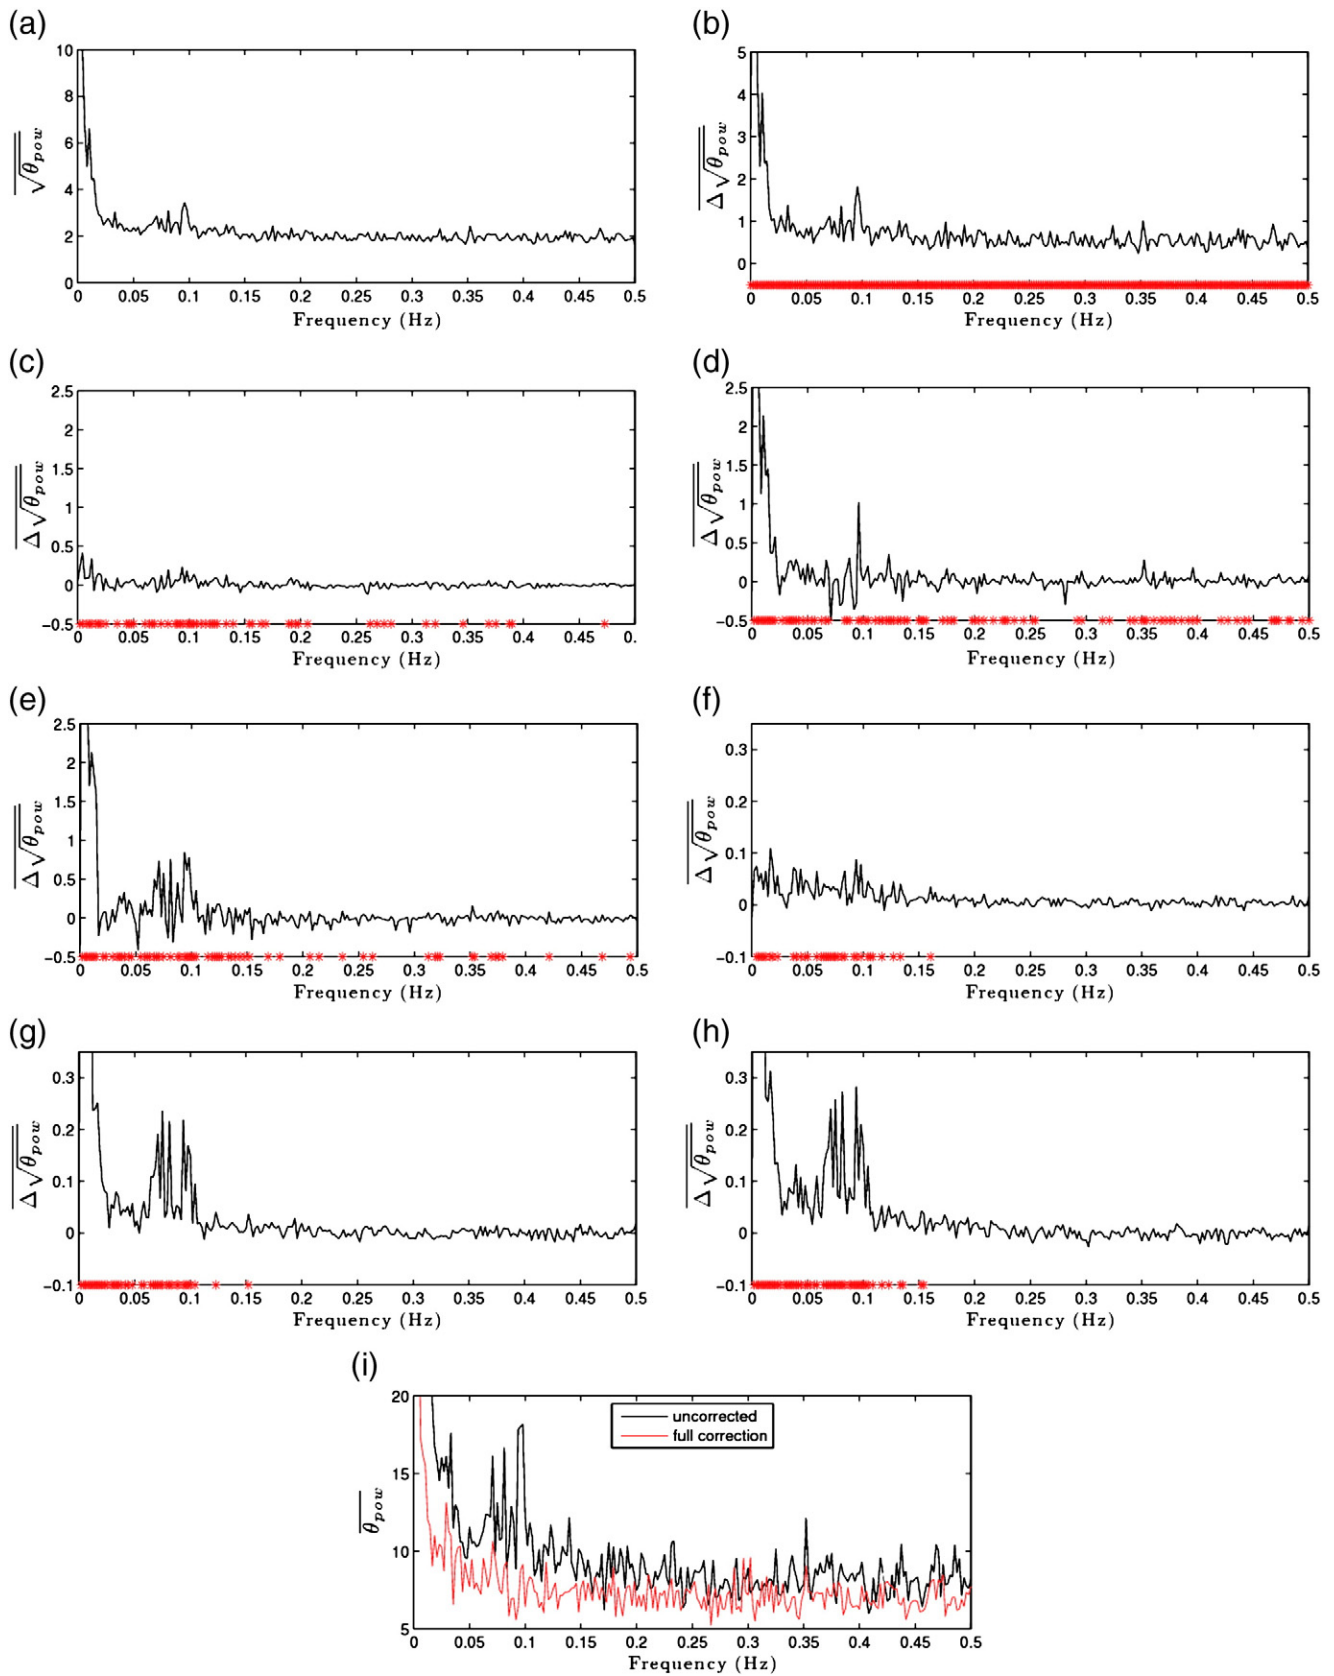 (a)
10
8
6
4
2
0
√θpow
0 0.05 0.1 0.15 0.2 0.25 0.3 0.35 0.4 0.45 0.5
Frequency (Hz)
(b)
5
4
3
2
1
0
Δ√θpow
0 0.05 0.1 0.15 0.2 0.25 0.3 0.35 0.4 0.45 0.5
Frequency (Hz)
(c)
2.5
2
1.5
1
0.5
0
−0.5
Δ√θpow
0 0.05 0.1 0.15 0.2 0.25 0.3 0.35 0.4 0.45 0.
Frequency (Hz)
(d)
2.5
2
1.5
1
0.5
0
−0.5
Δ√θpow
0 0.05 0.1 0.15 0.2 0.25 0.3 0.35 0.4 0.45 0.5
Frequency (Hz)
(e)
2.5
2
1.5
1
0.5
0
−0.5
Δ√θpow
0 0.05 0.1 0.15 0.2 0.25 0.3 0.35 0.4 0.45 0.5
Frequency (Hz)
(f)
0.3
0.2
0.1
0
−0.1
Δ√θpow
0 0.05 0.1 0.15 0.2 0.25 0.3 0.35 0.4 0.45 0.5
Frequency (Hz)
(g)
0.3
0.2
0.1
0
−0.1
Δ√θpow
0 0.05 0.1 0.15 0.2 0.25 0.3 0.35 0.4 0.45 0.5
Frequency (Hz)
(h)
0.3
0.2
0.1
0
−0.1
Δ√θpow
0 0.05 0.1 0.15 0.2 0.25 0.3 0.35 0.4 0.45 0.5
Frequency (Hz)
(i)
20
15
10
5
θpow
uncorrected
full correction
0 0.05 0.1 0.15 0.2 0.25 0.3 0.35 0.4 0.45 0.5
Frequency (Hz)